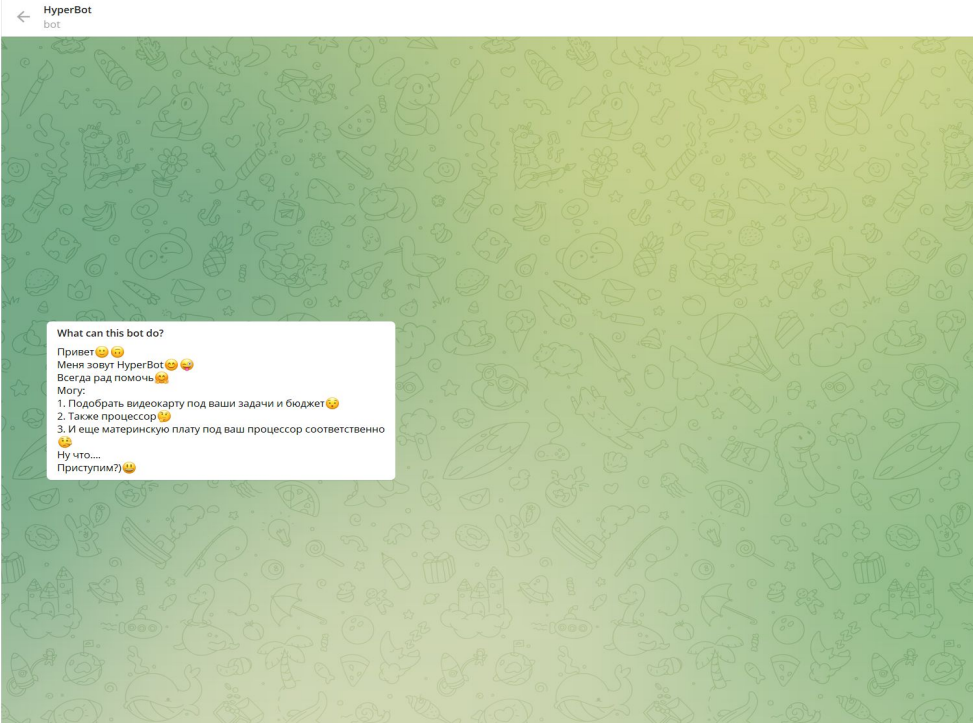 HyperBot
bot
What can this bot do?
Привет🙂🙃
Меня зовут HyperBot😊😜
Всегда рад помочь🤗
Могу:
1. Подобрать видеокарту под ваши задачи и бюджет😴
2. Также процессор🤔
3. И еще материнскую плату под ваш процессор соответственно
🤔
Ну что....
Приступим?)😃